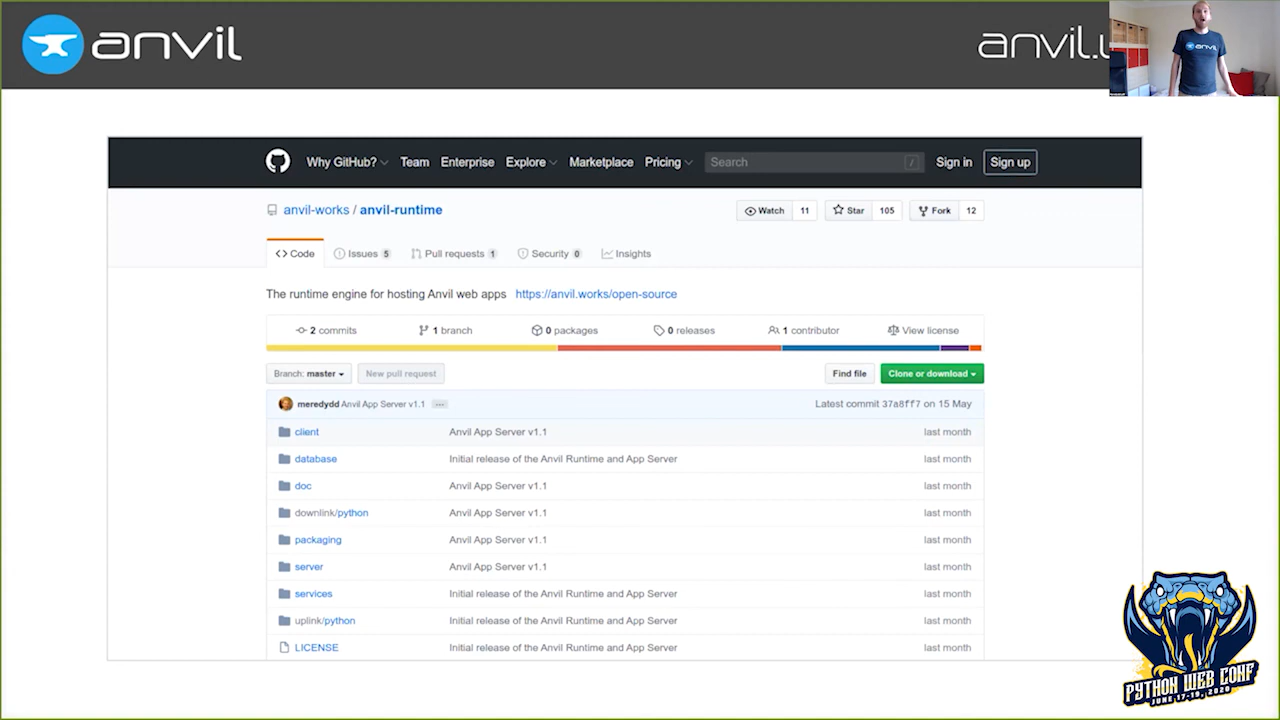 anvil
anvil.
anvil
Why GitHub? Team Enterprise Explore Marketplace Pricing Search / Sign in Sign up
anvil-works / anvil-runtime
Watch 11 Star 105 Fork 12
Code Issues 5 Pull requests 1 Security 0 Insights
The runtime engine for hosting Anvil web apps https://anvil.works/open-source
2 commits 1 branch 0 packages 0 releases 1 contributor View license
Branch: master New pull request Find file Clone or download
meredydd Anvil App Server v1.1 ... Latest commit 37a8ff7 on 15 May
client Anvil App Server v1.1 last month
database Initial release of the Anvil Runtime and App Server last month
doc Anvil App Server v1.1 last month
downlink/python Anvil App Server v1.1 last month
packaging Anvil App Server v1.1 last month
server Anvil App Server v1.1 last month
services Initial release of the Anvil Runtime and App Server last month
uplink/python Initial release of the Anvil Runtime and App Server last month
LICENSE Initial release of the Anvil Runtime and App Server last month
PYTHON WEB CONF
JUNE 17-19, 2020